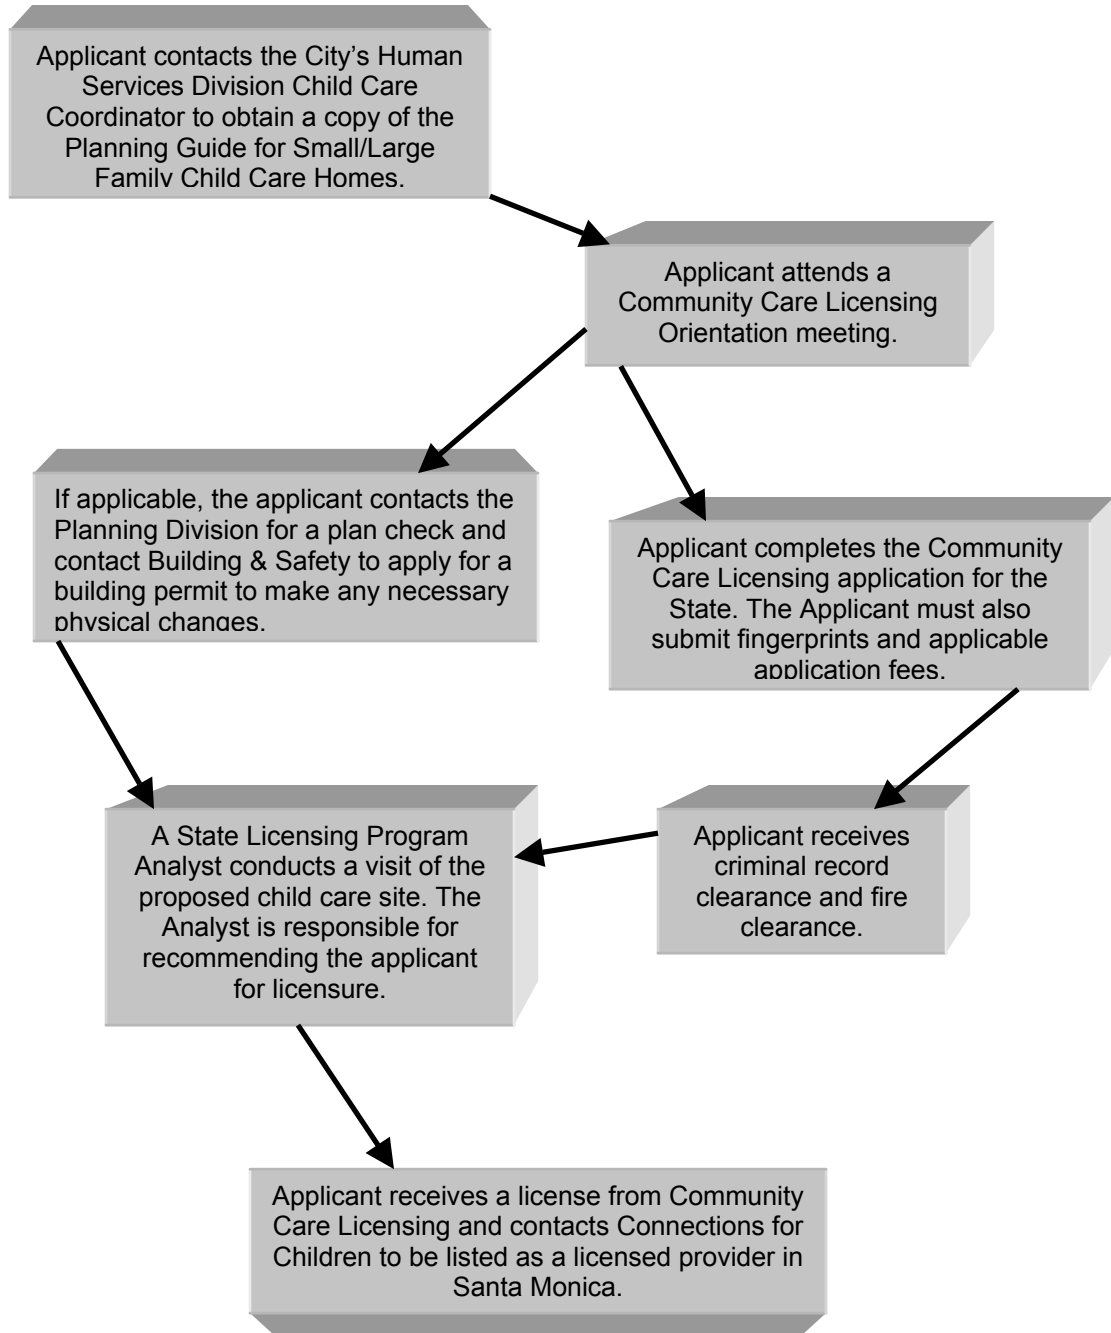 Applicant contacts the City’s Human
Services Division Child Care
Coordinator to obtain a copy of the
Planning Guide for Small/Large
Family Child Care Homes.
Applicant attends a
Community Care Licensing
Orientation meeting.
If applicable, the applicant contacts the
Planning Division for a plan check and
contact Building & Safety to apply for a
building permit to make any necessary
physical changes.
Applicant completes the Community
Care Licensing application for the
State. The Applicant must also
submit fingerprints and applicable
application fees.
A State Licensing Program
Analyst conducts a visit of the
proposed child care site. The
Analyst is responsible for
recommending the applicant
for licensure.
Applicant receives
criminal record
clearance and fire
clearance.
Applicant receives a license from Community
Care Licensing and contacts Connections for
Children to be listed as a licensed provider in
Santa Monica.